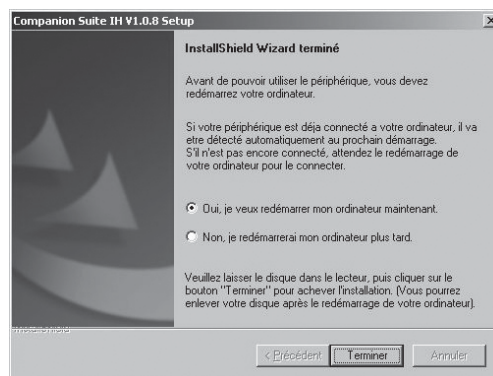 Companion Suite IH V1.0.8 Setup
InstallShield Wizard terminé
Avant de pouvoir utiliser le périphérique, vous devez
redémarrez votre ordinateur.
Si votre périphérique est déja connecté a votre ordinateur, il va
etre détecté automatiquement au prochain démarrage.
S'il n'est pas encore connecté, attendez le redémarrage de
votre ordinateur pour le connecter.
Oui, je veux redémarrer mon ordinateur maintenant.
Non, je redémarrerai mon ordinateur plus tard.
Veuillez laisser le disque dans le lecteur, puis cliquer sur le
bouton "Terminer" pour achever l'installation. (Vous pourrez
enlever votre disque après le redémarrage de votre ordinateur).
InstallShield
< Précédent Terminer Annuler